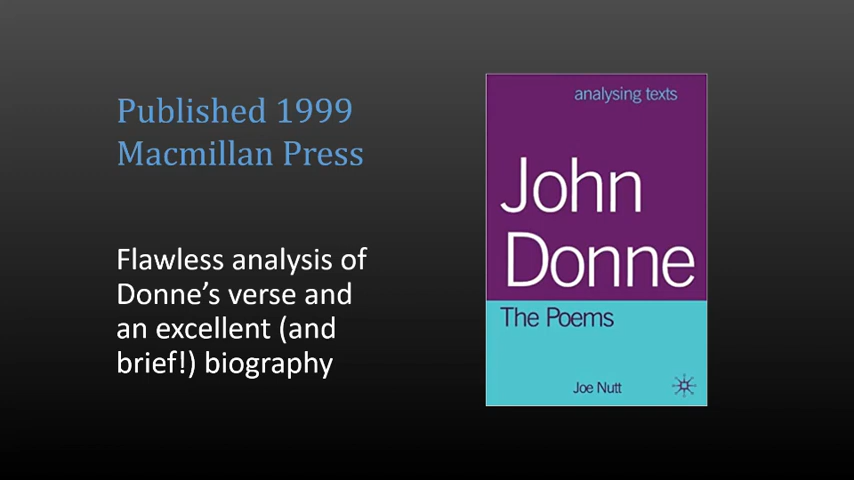 Published 1999
Macmillan Press
Flawless analysis of
Donne’s verse and
an excellent (and
brief!) biography
analysing texts
John
Donne
The Poems
Joe Nutt